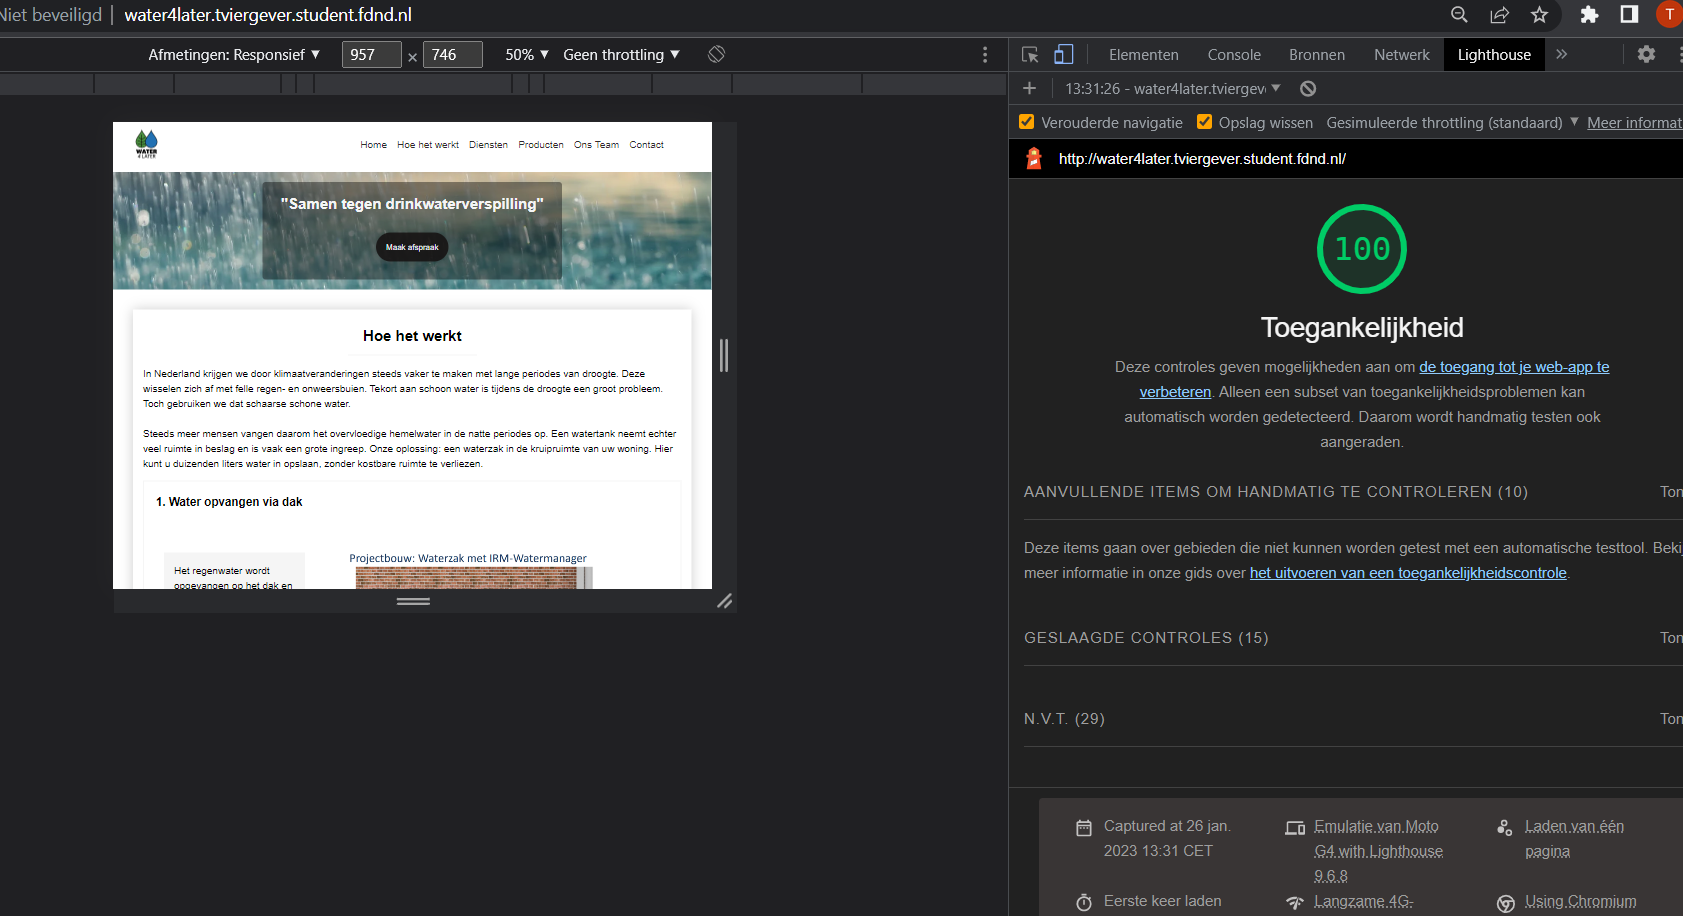 Niet beveiligd | water4later.tviergever.student.fdnd.nl
T
Afmetingen: Responsief ▼ 957 × 746 50% ▼ Geen throttling ▼
Elementen Console Bronnen Netwerk Lighthouse »
13:31:26 - water4later.tviergev
Verouderde navigatie Opslag wissen Gesimuleerde throttling (standaard) ▼ Meer informat
http://water4later.tviergever.student.fdnd.nl/
WATER
4 LATER
Home Hoe het werkt Diensten Producten Ons Team Contact
"Samen tegen drinkwaterverspilling"
Maak afspraak
Hoe het werkt
In Nederland krijgen we door klimaatveranderingen steeds vaker te maken met lange periodes van droogte. Deze
wisselen zich af met felle regen- en onweersbuien. Tekort aan schoon water is tijdens de droogte een groot probleem.
Toch gebruiken we dat schaarse schone water.
Steeds meer mensen vangen daarom het overvloedige hemelwater in de natte periodes op. Een watertank neemt echter
veel ruimte in beslag en is vaak een grote ingreep. Onze oplossing: een waterzak in de kruipruimte van uw woning. Hier
kunt u duizenden liters water in opslaan, zonder kostbare ruimte te verliezen.
1. Water opvangen via dak
Het regenwater wordt
opgevangen op het dak en
Projectbouw: Waterzak met IRM-Watermanager
100
Toegankelijkheid
Deze controles geven mogelijkheden aan om de toegang tot je web-app te
verbeteren. Alleen een subset van toegankelijkheidsproblemen kan
automatisch worden gedetecteerd. Daarom wordt handmatig testen ook
aangeraden.
AANVULLENDE ITEMS OM HANDMATIG TE CONTROLEREN (10) Ton
Deze items gaan over gebieden die niet kunnen worden getest met een automatische testtool. Beki
meer informatie in onze gids over het uitvoeren van een toegankelijkheidscontrole.
GESLAAGDE CONTROLES (15) Ton
N.V.T. (29) Ton
Captured at 26 jan.
2023 13:31 CET
Emulatie van Moto
G4 with Lighthouse
9.6.8
Laden van één
pagina
Eerste keer laden
Langzame 4G-
Using Chromium